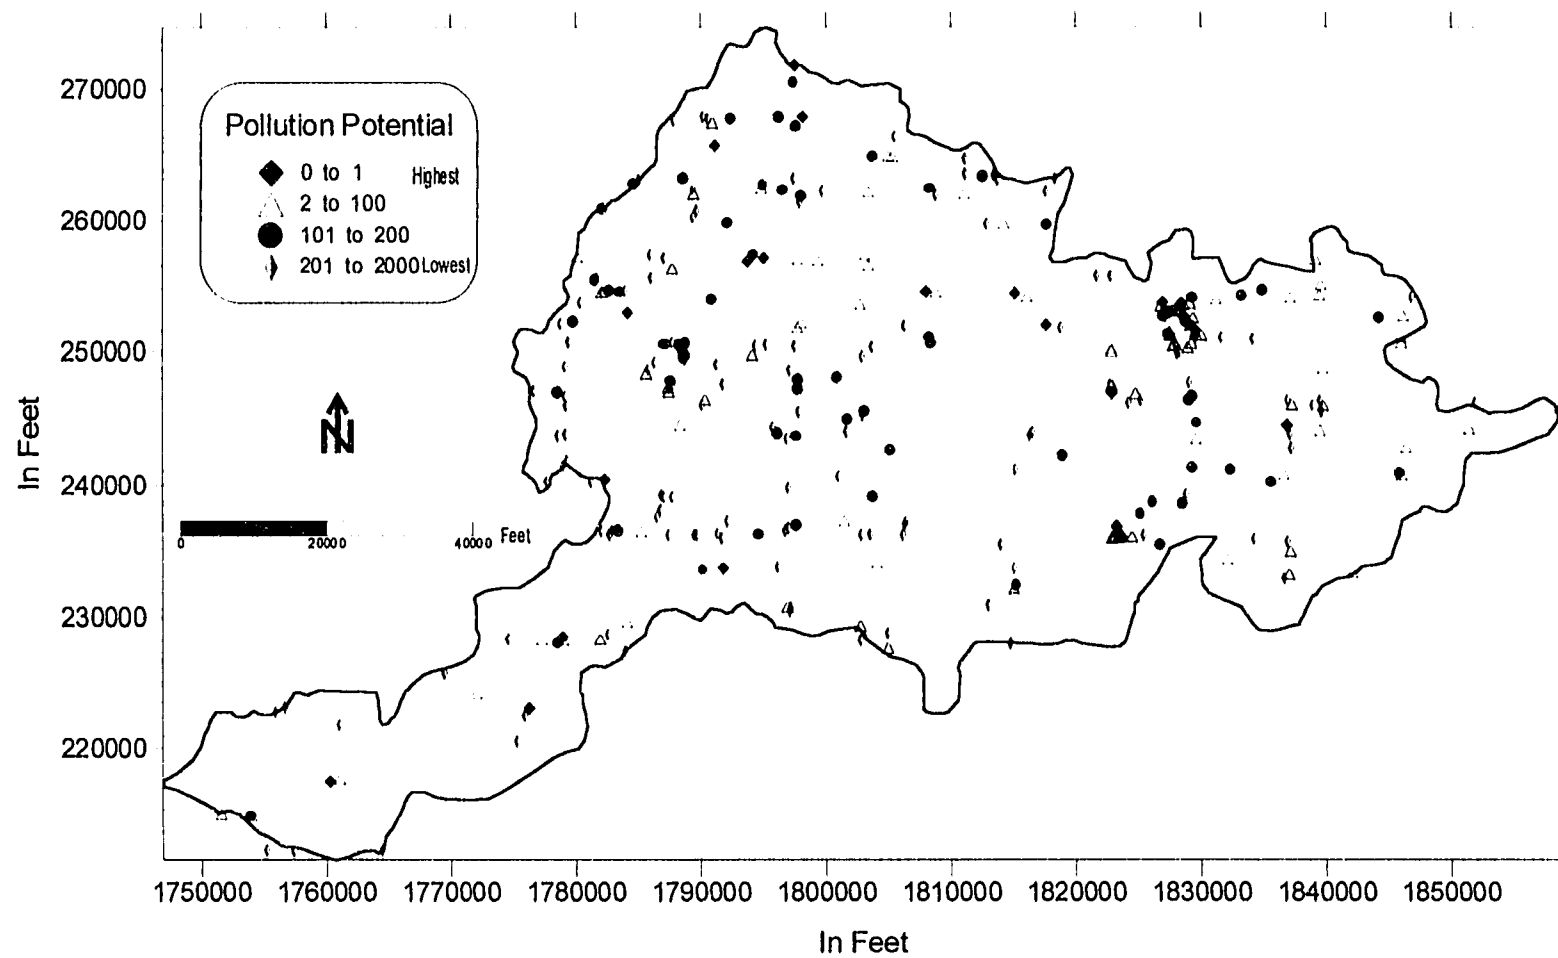 Pollution Potential
0 to 1 Highest
2 to 100
101 to 200
201 to 2000 Lowest
270000
260000
250000
240000
230000
220000
In Feet
N
0 20000 40000 Feet
1750000 1760000 1770000 1780000 1790000 1800000 1810000 1820000 1830000 1840000 1850000
In Feet